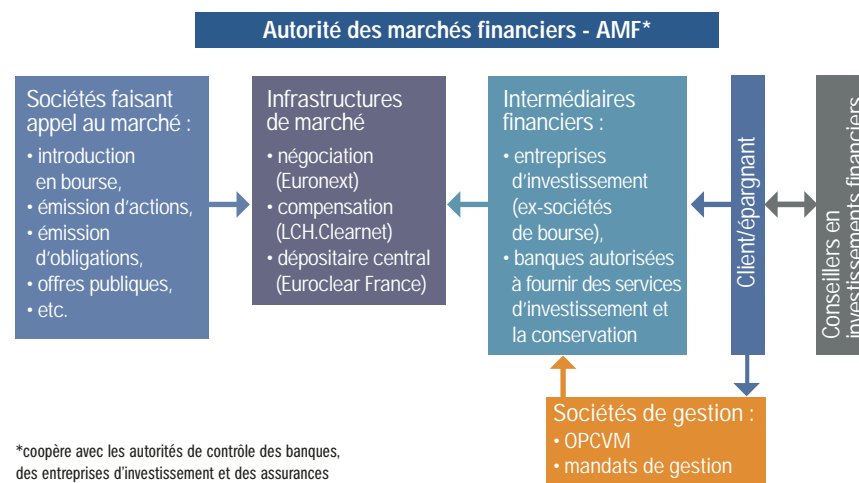 Autorité des marchés financiers - AMF*
Sociétés faisant
appel au marché :
• introduction
en bourse,
• émission d'actions,
• émission
d'obligations,
• offres publiques,
• etc.
Infrastructures
de marché
• négociation
(Euronext)
• compensation
(LCH.Clearnet)
• dépositaire central
(Euroclear France)
Intermédiaires
financiers :
• entreprises
d'investissement
(ex-sociétés
de bourse),
• banques autorisées
à fournir des services
d'investissement et
la conservation
Client/épargnant
Conseillers en
investissements financiers
Sociétés de gestion :
• OPCVM
• mandats de gestion
*coopère avec les autorités de contrôle des banques,
des entreprises d'investissement et des assurances